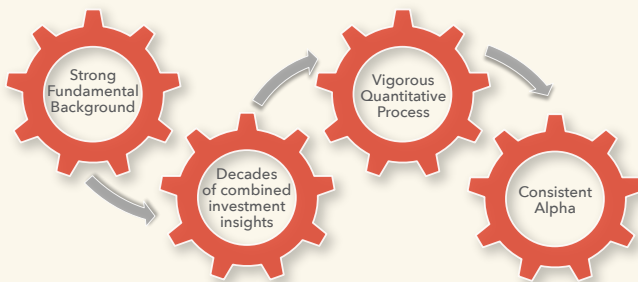 Strong
Fundamental
Background
Decades
of combined
investment
insights
Vigorous
Quantitative
Process
Consistent
Alpha